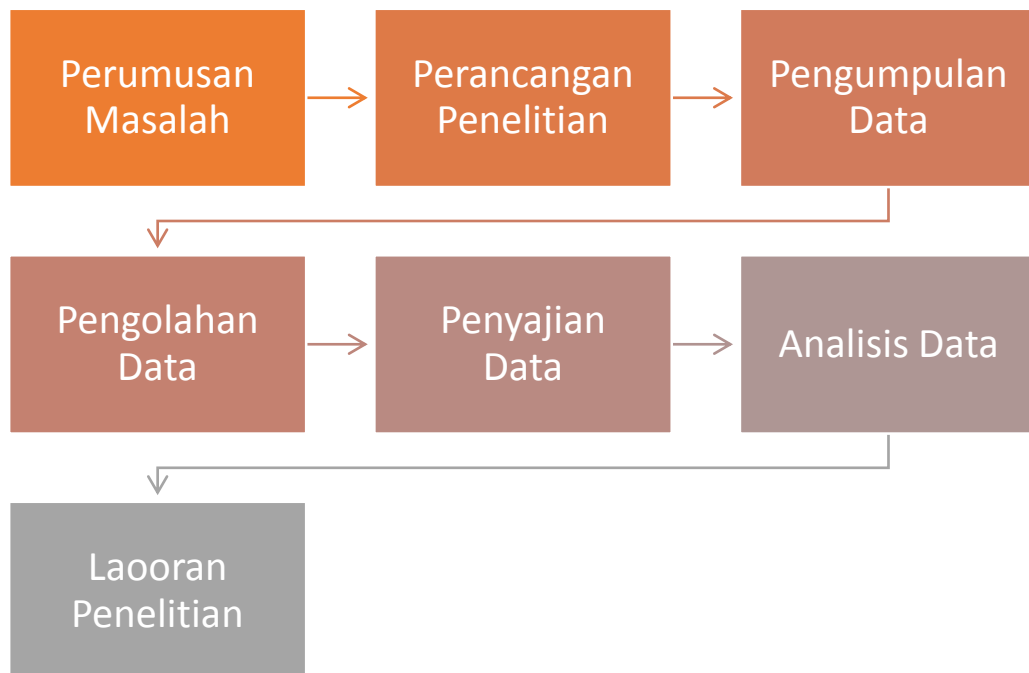 Perumusan
Masalah
Perancangan
Penelitian
Pengumpulan
Data
Pengolahan
Data
Penyajian
Data
Analisis Data
Laooran
Penelitian